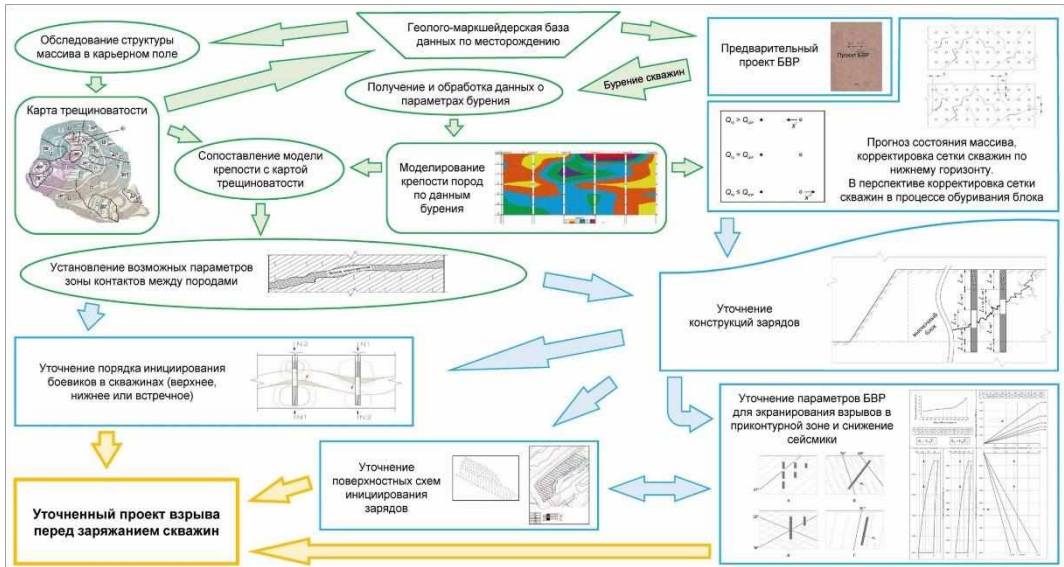 Обследование структуры
массива в карьерном поле
Геолого-маркшейдерская база
данных по месторождению
Предварительный
проект БВР
Проект БВР
Бурение скважин
Получение и обработка данных о
параметрах бурения
Карта трещиноватости
Сопоставление модели
крепости с картой
трещиноватости
Моделирование
крепости пород
по данным
бурения
Прогноз состояния массива,
корректировка сетки скважин по
нижнему горизонту.
В перспективе корректировка сетки
скважин в процессе обуривания блока
Установление возможных параметров
зоны контактов между породами
Уточнение
конструкций зарядов
Уточнение порядка инициирования
боевиков в скважинах (верхнее,
нижнее или встречное)
Уточнение параметров БВР
для экранирования взрывов в
приконтурной зоне и снижение
сейсмики
Уточнение
поверхностных схем
инициирования
зарядов
Уточненный проект взрыва
перед заряжанием скважин